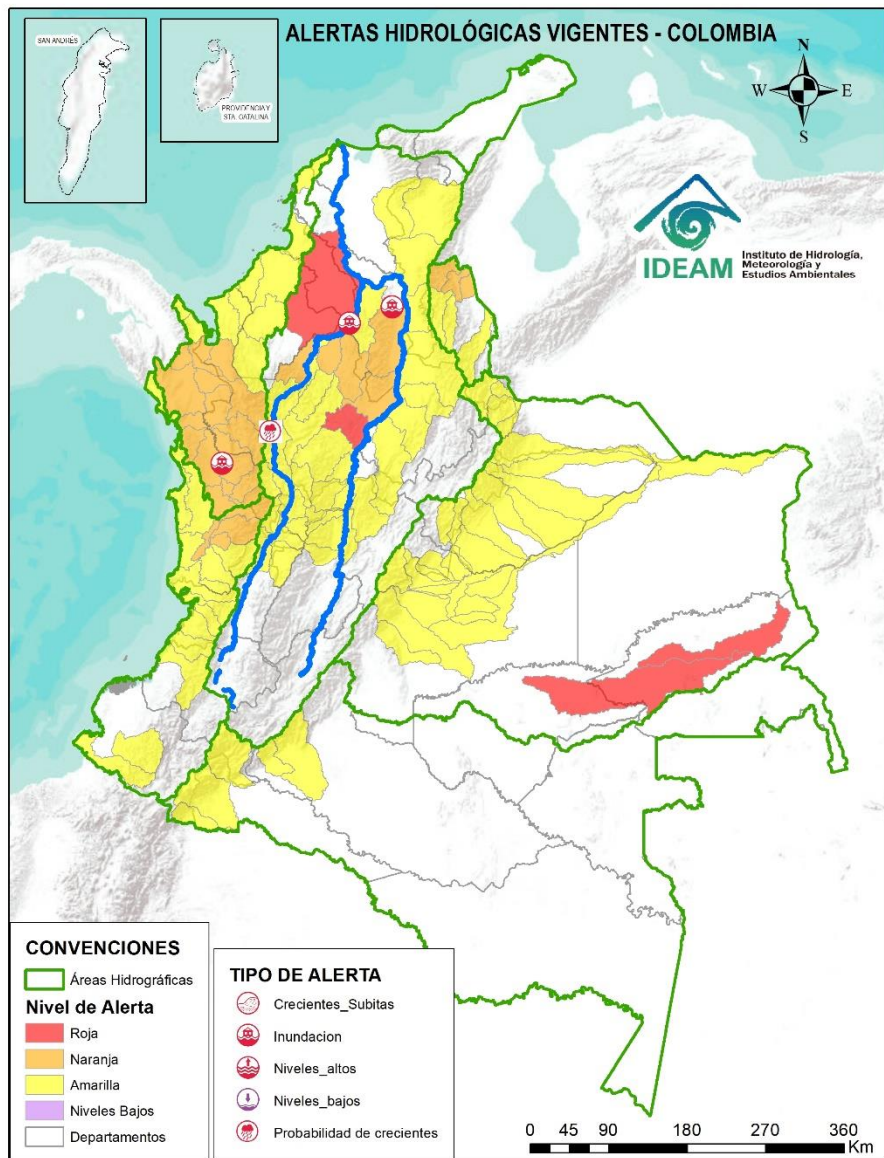 ALERTAS HIDROLÓGICAS VIGENTES - COLOMBIA
SAN ANDRÉS
PROVIDENCIA Y
STA. CATALINA
N
W
E
S
IDEAM
Instituto de Hidrología,
Meteorología y
Estudios Ambientales
CONVENCIONES
Áreas Hidrográficas
Nivel de Alerta
Roja
Naranja
Amarilla
Niveles Bajos
Departamentos
TIPO DE ALERTA
Crecientes_Subitas
Inundacion
Niveles_altos
Niveles_bajos
Probabilidad de crecientes
0 45 90 180 270 360
Km